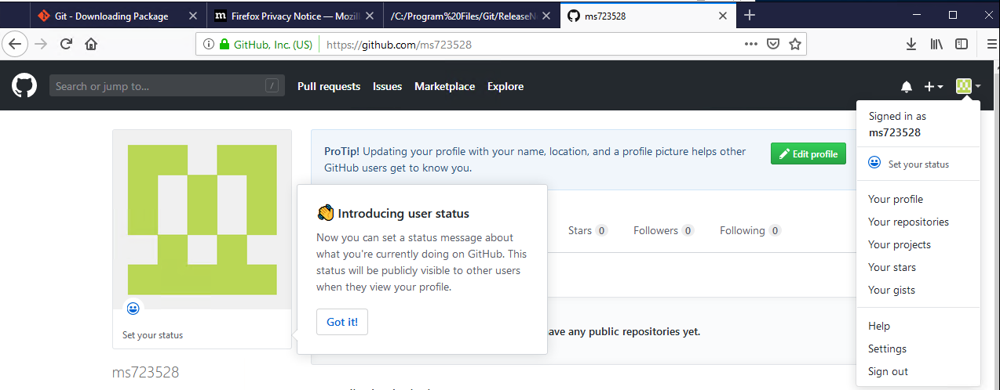 Git - Downloading Package
Firefox Privacy Notice — Mozill
/C:/Program%20Files/Git/ReleaseN
ms723528
GitHub, Inc. (US)
https://github.com/ms723528
Search or jump to...
/
Pull requests
Issues
Marketplace
Explore
Signed in as
ms723528
Set your status
Your profile
Your repositories
Your projects
Your stars
Your gists
Help
Settings
Sign out
ProTip! Updating your profile with your name, location, and a profile picture helps other
GitHub users get to know you.
Edit profile
Introducing user status
Now you can set a status message about
what you're currently doing on GitHub. This
status will be publicly visible to other users
when they view your profile.
Got it!
Stars 0
Followers 0
Following 0
ave any public repositories yet.
Set your status
ms723528